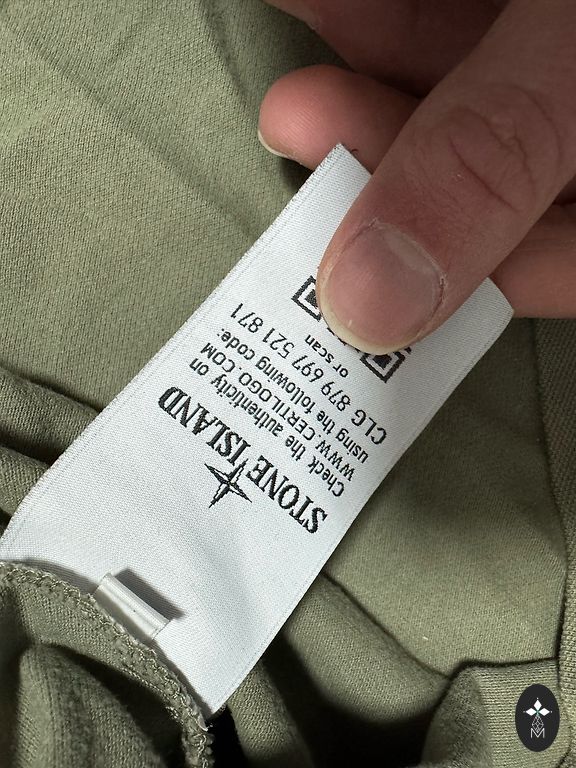 STONE ISLAND
Check the authenticity on
WWW.CERTILOGO.COM
using the following code:
CLG 879 697 521 871
or scan
M